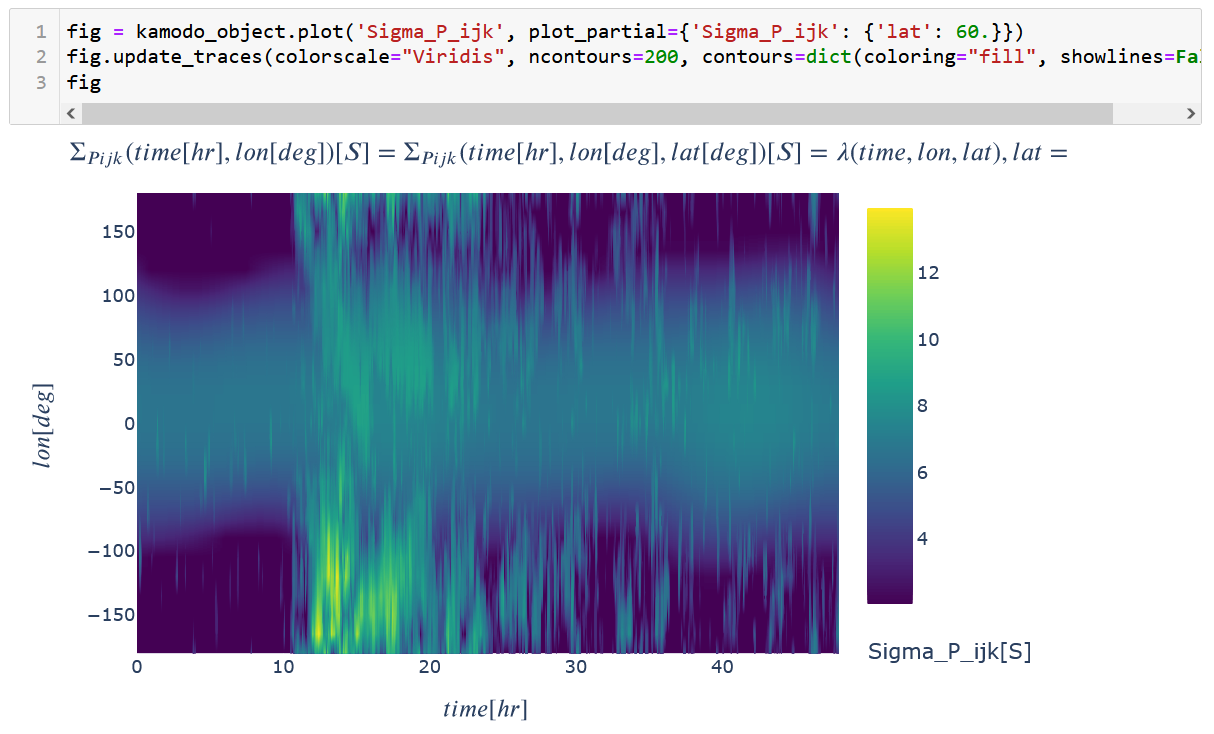 1 fig = kamodo_object.plot('Sigma_P_ijk', plot_partial={'Sigma_P_ijk': {'lat': 60.}})
2 fig.update_traces(colorscale="Viridis", ncontours=200, contours=dict(coloring="fill", showlines=Fa
3 fig
Σ_Pijk(time[hr], lon[deg])[S] = Σ_Pijk(time[hr], lon[deg], lat[deg])[S] = λ(time, lon, lat), lat =
150
100
50
0
−50
−100
−150
lon[deg]
0 10 20 30 40
time[hr]
12
10
8
6
4
Sigma_P_ijk[S]